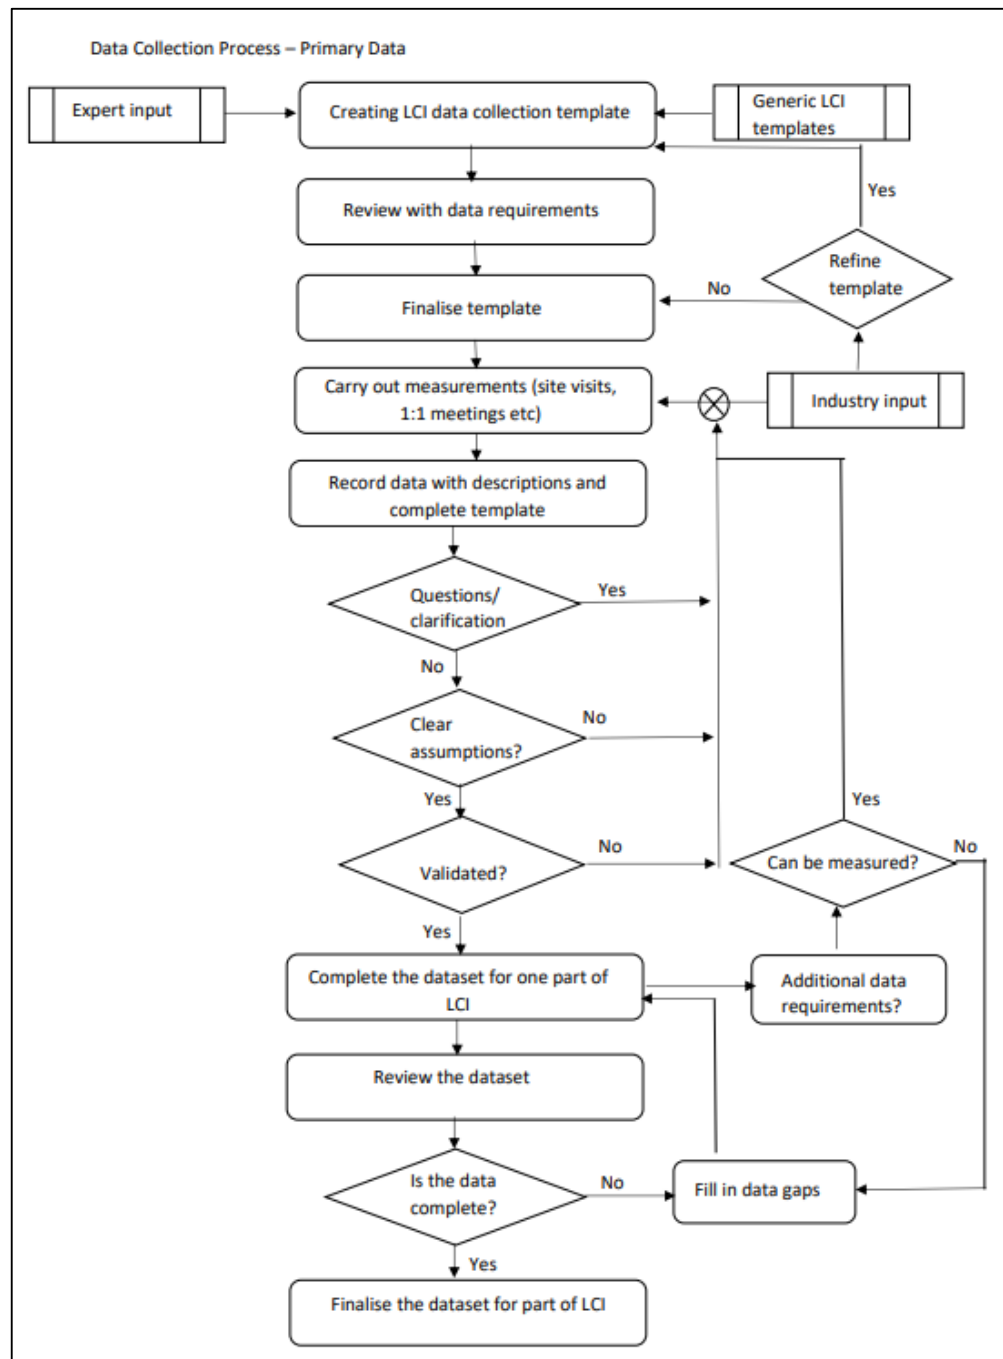 Data Collection Process – Primary Data
Expert input
Creating LCI data collection template
Generic LCI
templates
Yes
Review with data requirements
Refine
template
No
Finalise template
Carry out measurements (site visits,
1:1 meetings etc)
Industry input
Record data with descriptions and
complete template
Questions/
clarification
Yes
No
Clear
assumptions?
No
Yes
Yes
Validated?
No
Can be measured?
No
Yes
Complete the dataset for one part of
LCI
Additional data
requirements?
Review the dataset
Is the data
complete?
No
Fill in data gaps
Yes
Finalise the dataset for part of LCI